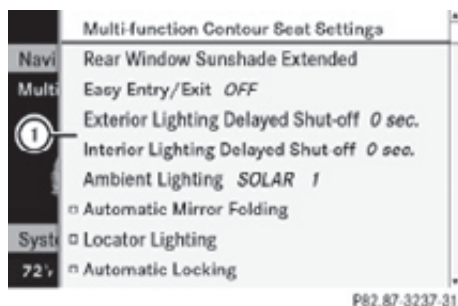 Multi-function Contour Seat Settings
Navi Rear Window Sunshade Extended
Multi Easy Entry/Exit OFF
Exterior Lighting Delayed Shut-off 0 sec.
1
Interior Lighting Delayed Shut-off 0 sec.
Ambient Lighting SOLAR 1
Automatic Mirror Folding
Syste Locator Lighting
72°F Automatic Locking
P82.87-3237-31